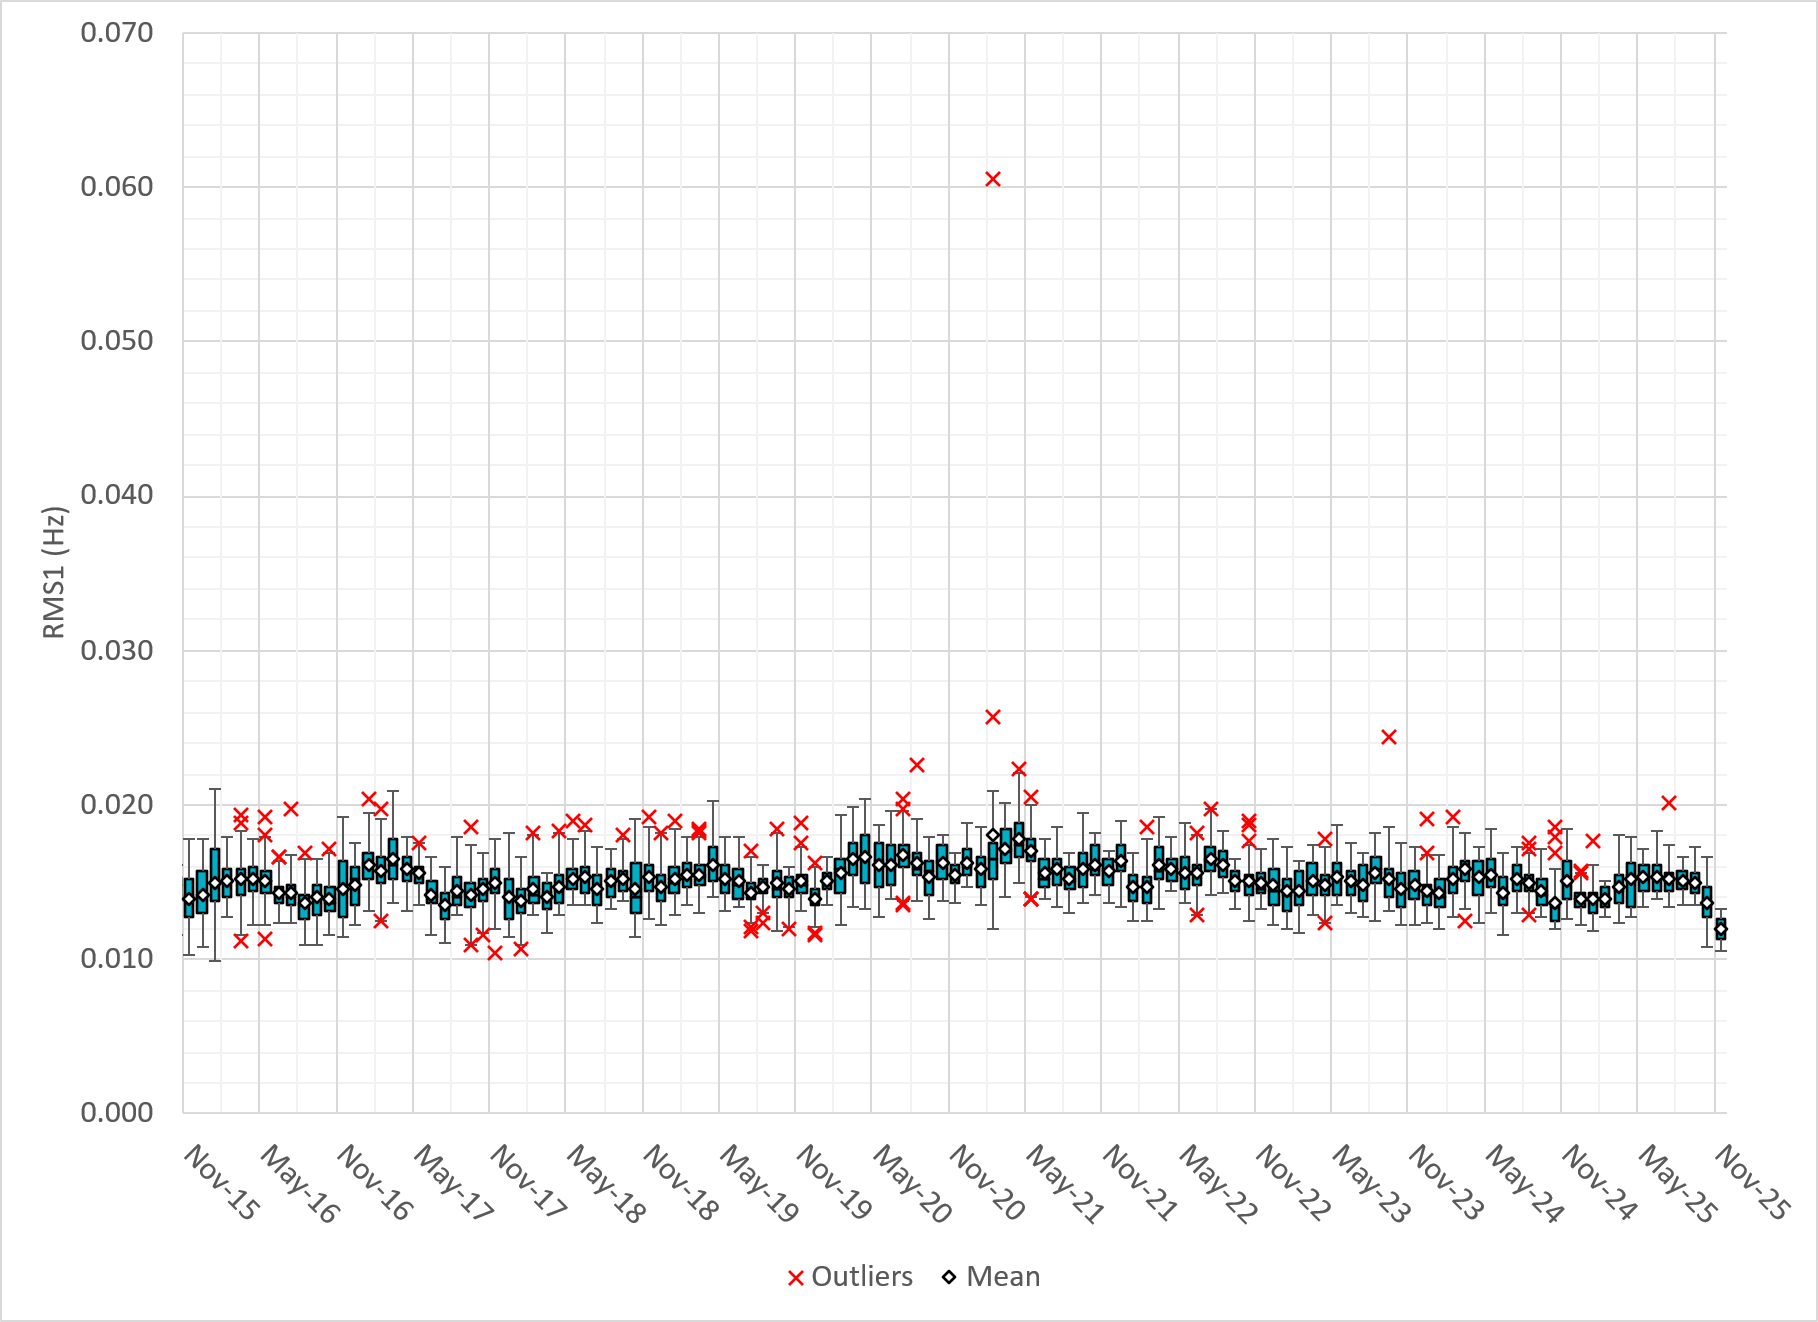 0.070
0.060
0.050
0.040
0.030
0.020
0.010
0.000
RMS1 (Hz)
Nov-15
May-16
Nov-16
May-17
Nov-17
May-18
Nov-18
May-19
Nov-19
May-20
Nov-20
May-21
Nov-21
May-22
Nov-22
May-23
Nov-23
May-24
Nov-24
May-25
Nov-25
Outliers Mean